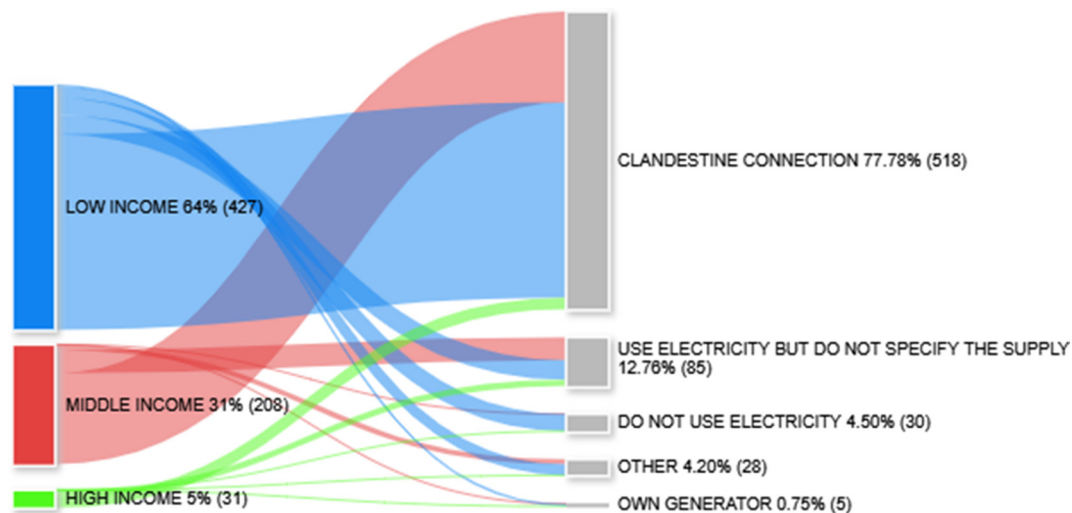 LOW INCOME 64% (427)
MIDDLE INCOME 31% (208)
HIGH INCOME 5% (31)
CLANDESTINE CONNECTION 77.78% (518)
USE ELECTRICITY BUT DO NOT SPECIFY THE SUPPLY
12.76% (85)
DO NOT USE ELECTRICITY 4.50% (30)
OTHER 4.20% (28)
OWN GENERATOR 0.75% (5)